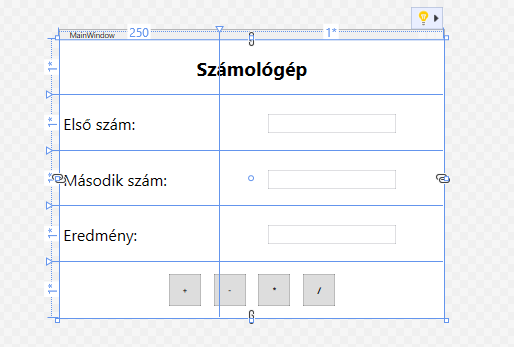 MainWindow
250 1*
Számológép
1*
Első szám:
1*
Második szám:
1*
Eredmény:
1*
+ - * /
1*